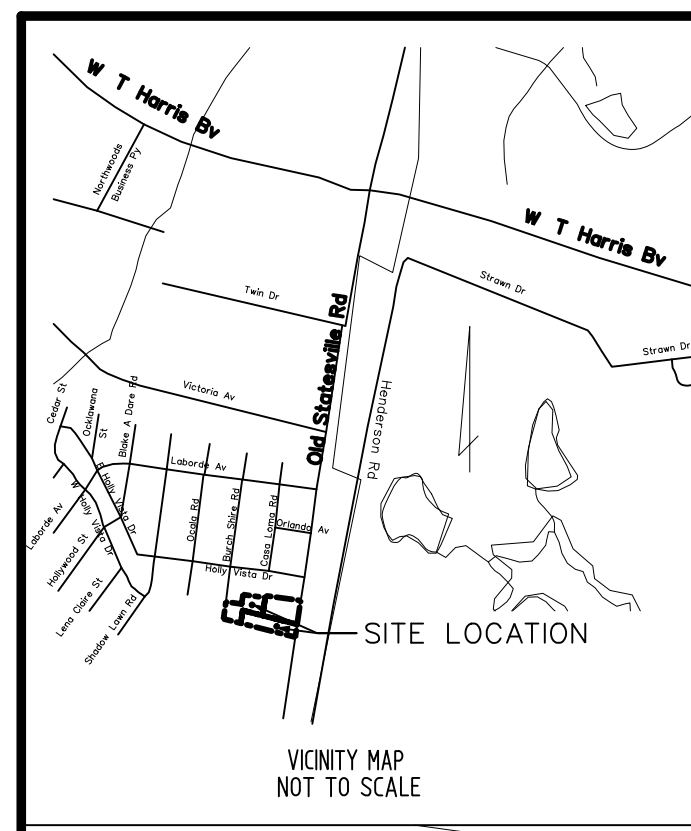 W T Harris Bv
Northwoods
Business Py
W T Harris Bv
Strawn Dr
Twin Dr
Strawn Dr
Old Statesville Rd
Henderson Rd
Victoria Av
Cedar St
Ocklawana
St
Blake A Dare Rd
Laborde Av
E Holly Vista Dr
W Holly Vista Dr
Ocala Rd
Burch Shire Rd
Casa Loma Rd
Orlando Av
Laborde Av
Hollywood St
Holly Vista Dr
Lena Claire St
Shadow Lawn Rd
SITE LOCATION
VICINITY MAP
NOT TO SCALE